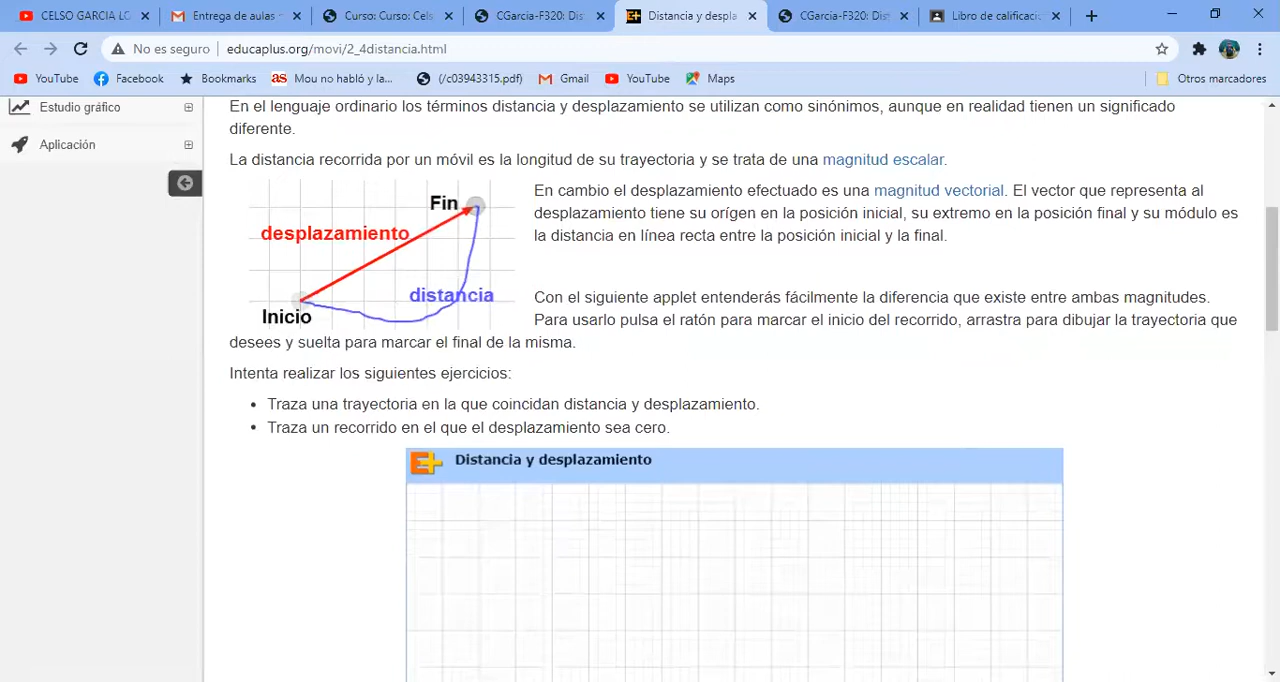 CELSO GARCIA LO
Entrega de aulas -
Curso: Curso: Cels
CGarcia-F320: Dis
Distancia y despla
CGarcia-F320: Dis
Libro de calificaci
No es seguro | educaplus.org/movi/2_4distancia.html
YouTube
Facebook
Bookmarks
as Mou no habló y la...
(/c03943315.pdf)
Gmail
YouTube
Maps
Otros marcadores
Estudio gráfico
Aplicación
En el lenguaje ordinario los términos distancia y desplazamiento se utilizan como sinónimos, aunque en realidad tienen un significado
diferente.
La distancia recorrida por un móvil es la longitud de su trayectoria y se trata de una magnitud escalar.
Fin
desplazamiento
distancia
Inicio
En cambio el desplazamiento efectuado es una magnitud vectorial. El vector que representa al
desplazamiento tiene su orígen en la posición inicial, su extremo en la posición final y su módulo es
la distancia en línea recta entre la posición inicial y la final.
Con el siguiente applet entenderás fácilmente la diferencia que existe entre ambas magnitudes.
Para usarlo pulsa el ratón para marcar el inicio del recorrido, arrastra para dibujar la trayectoria que
desees y suelta para marcar el final de la misma.
Intenta realizar los siguientes ejercicios:
• Traza una trayectoria en la que coincidan distancia y desplazamiento.
• Traza un recorrido en el que el desplazamiento sea cero.
E+ Distancia y desplazamiento